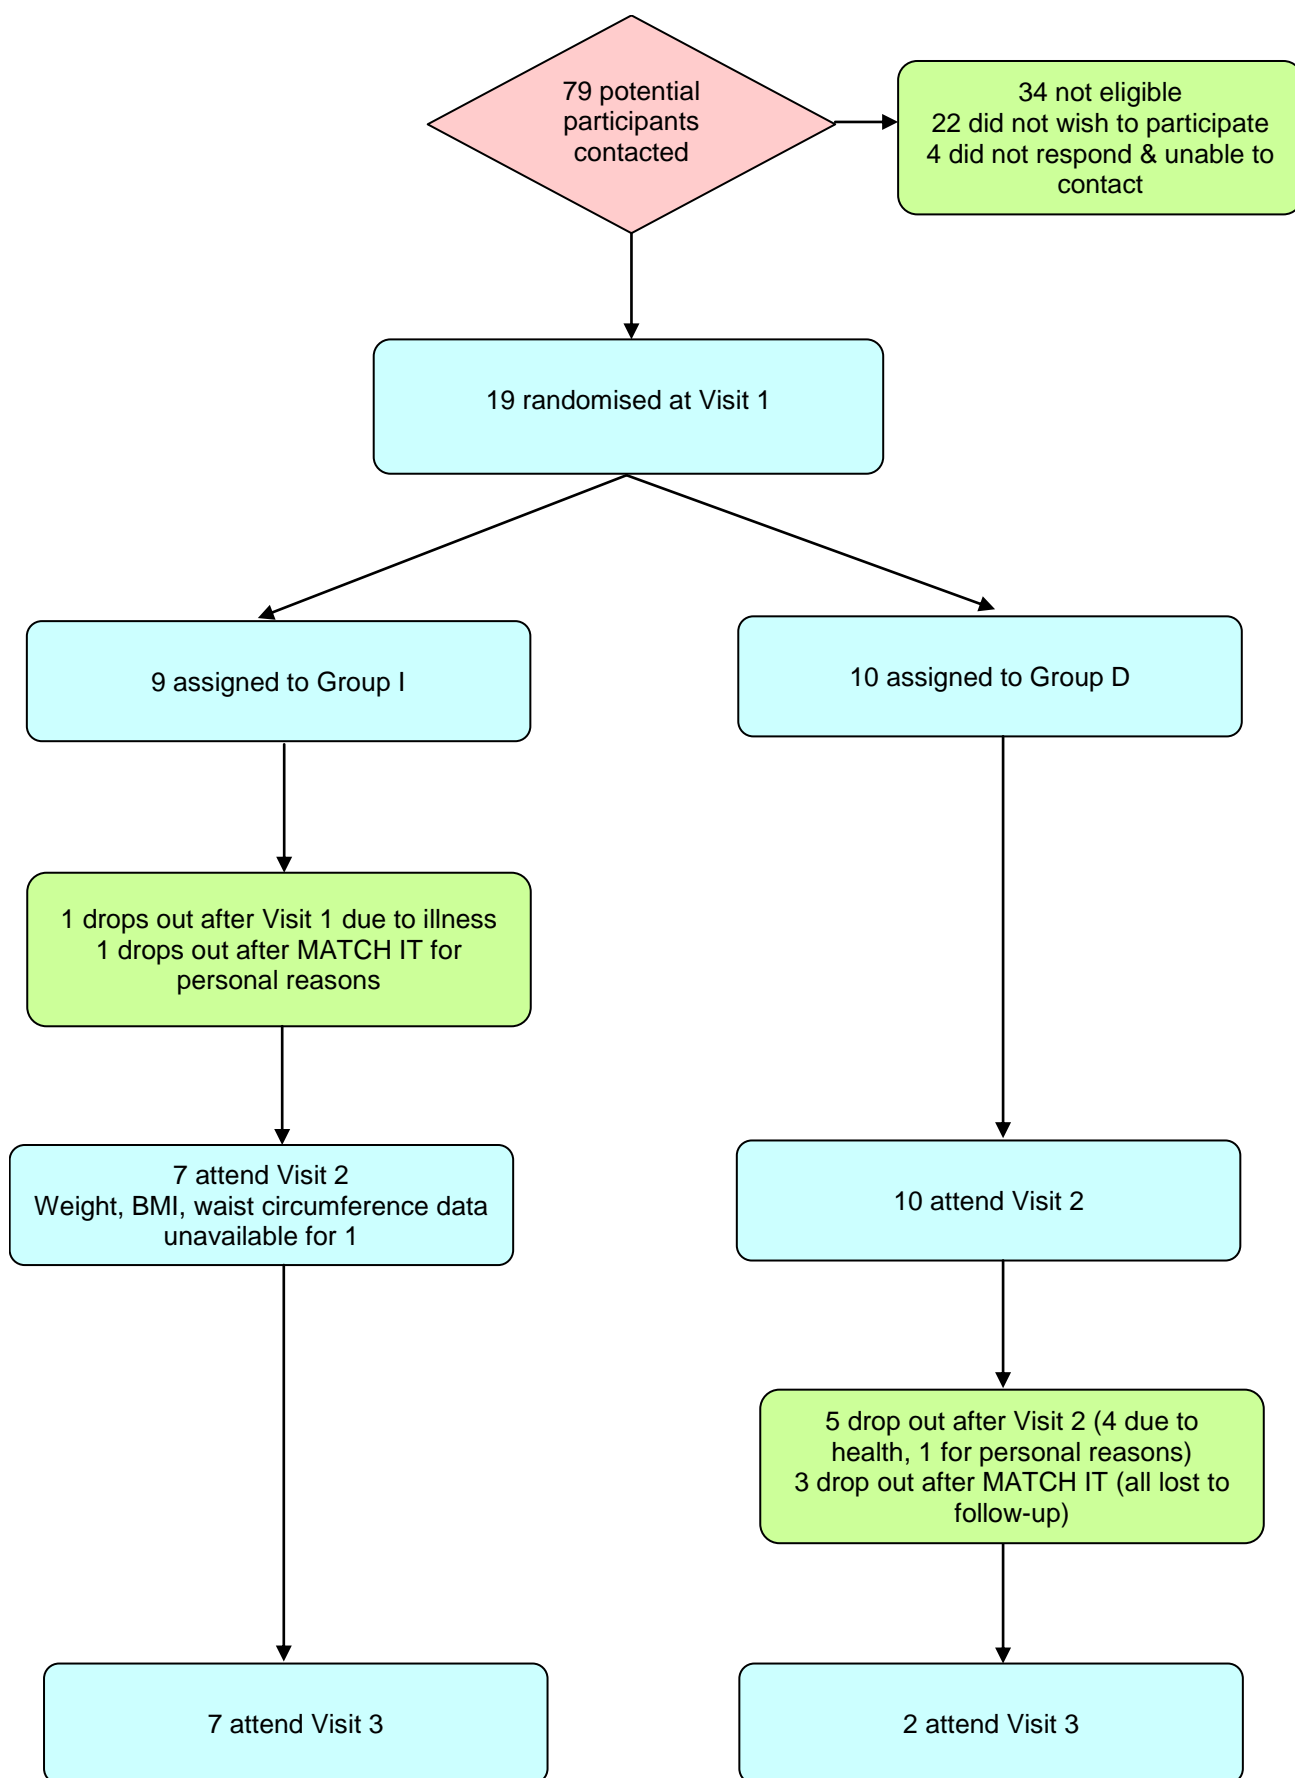 79 potential
participants
contacted
34 not eligible
22 did not wish to participate
4 did not respond & unable to
contact
19 randomised at Visit 1
9 assigned to Group I
10 assigned to Group D
1 drops out after Visit 1 due to illness
1 drops out after MATCH IT for
personal reasons
7 attend Visit 2
Weight, BMI, waist circumference data
unavailable for 1
10 attend Visit 2
5 drop out after Visit 2 (4 due to
health, 1 for personal reasons)
3 drop out after MATCH IT (all lost to
follow-up)
7 attend Visit 3
2 attend Visit 3